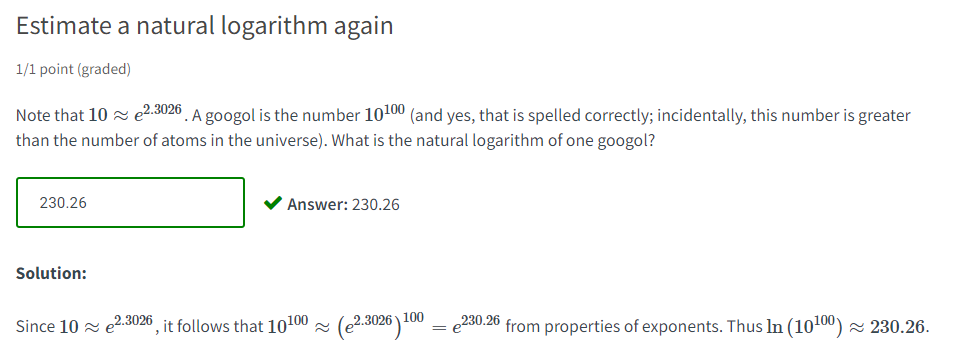 Estimate a natural logarithm again
1/1 point (graded)
Note that 10 ≈ e^2.3026. A googol is the number 10^100 (and yes, that is spelled correctly; incidentally, this number is greater
than the number of atoms in the universe). What is the natural logarithm of one googol?
230.26 ✔ Answer: 230.26
Solution:
Since 10 ≈ e^2.3026, it follows that 10^100 ≈ (e^2.3026)^100 = e^230.26 from properties of exponents. Thus ln (10^100) ≈ 230.26.